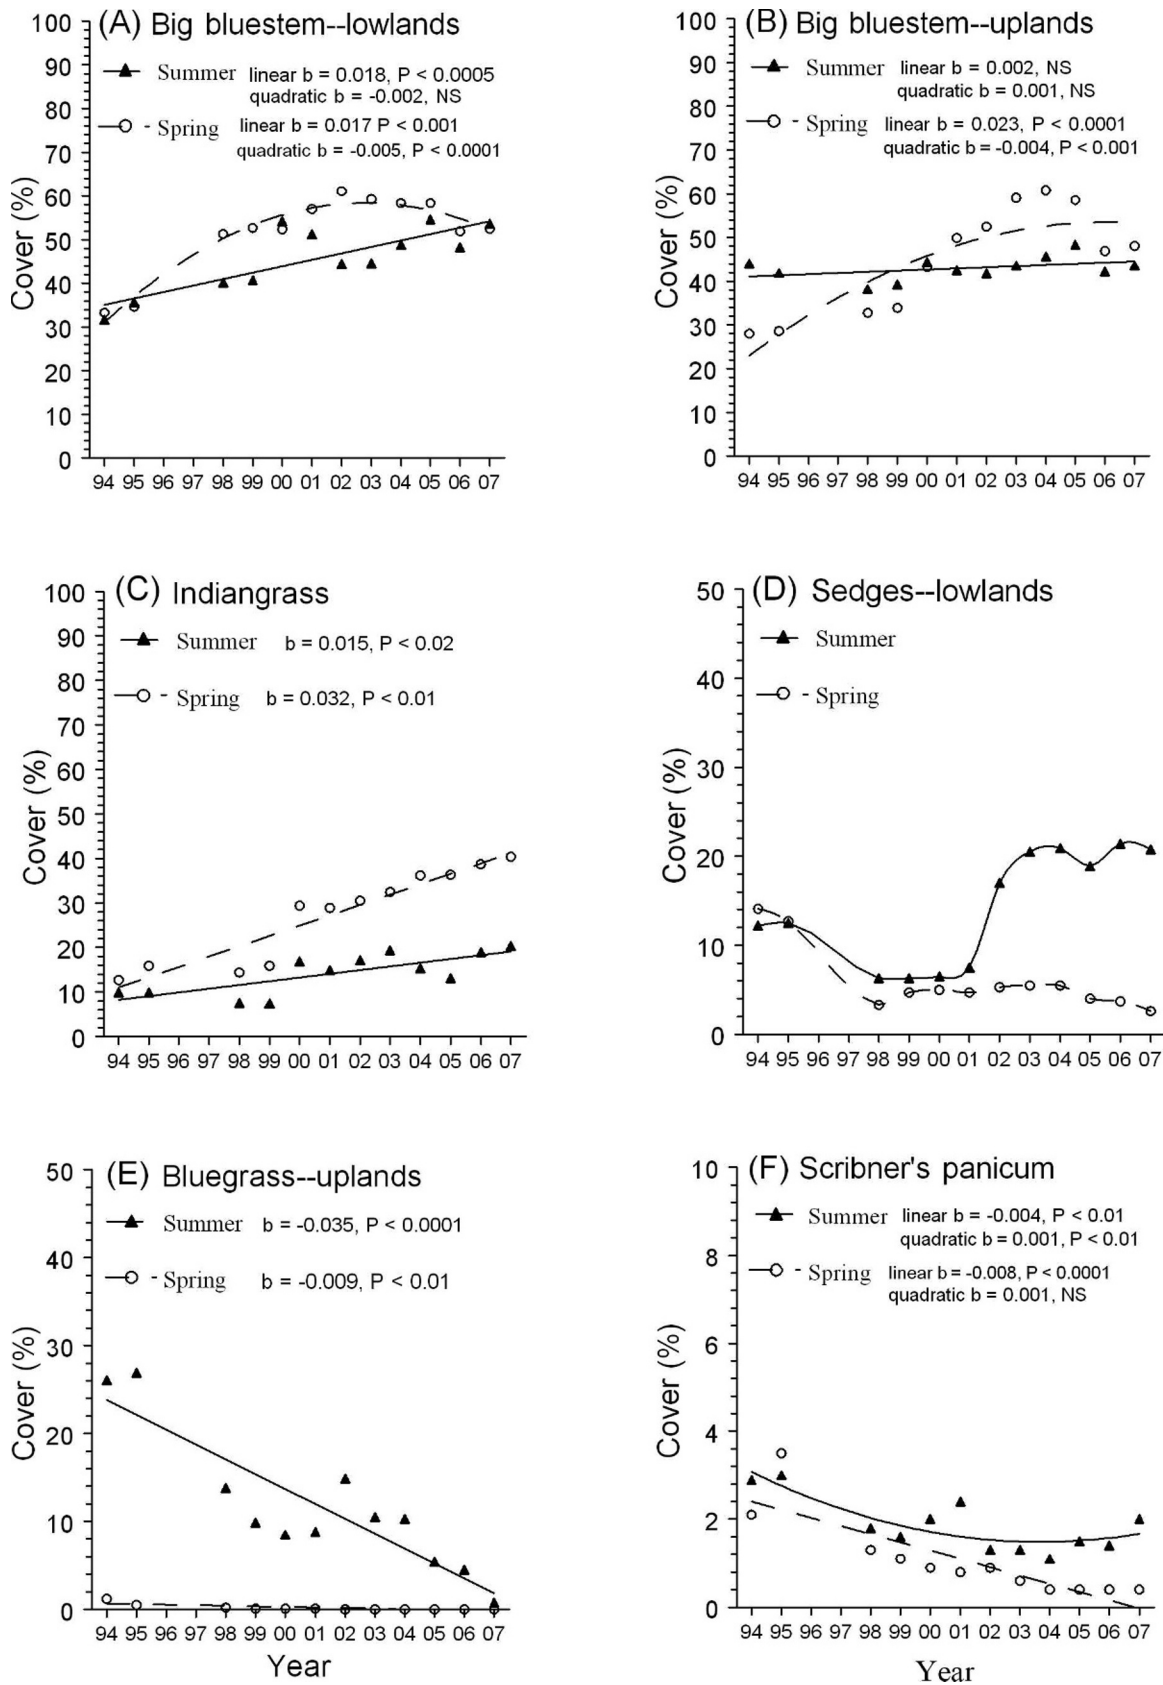 (A) Big bluestem--lowlands
Summer linear b = 0.018, P < 0.0005
quadratic b = -0.002, NS
Spring linear b = 0.017 P < 0.001
quadratic b = -0.005, P < 0.0001
Cover (%)
100
90
80
70
60
50
40
30
20
10
0
94 95 96 97 98 99 00 01 02 03 04 05 06 07
(B) Big bluestem--uplands
Summer linear b = 0.002, NS
quadratic b = 0.001, NS
Spring linear b = 0.023, P < 0.0001
quadratic b = -0.004, P < 0.001
Cover (%)
100
90
80
70
60
50
40
30
20
10
0
94 95 96 97 98 99 00 01 02 03 04 05 06 07
(C) Indiangrass
Summer b = 0.015, P < 0.02
Spring b = 0.032, P < 0.01
Cover (%)
100
90
80
70
60
50
40
30
20
10
0
94 95 96 97 98 99 00 01 02 03 04 05 06 07
(D) Sedges--lowlands
Summer
Spring
Cover (%)
50
40
30
20
10
0
94 95 96 97 98 99 00 01 02 03 04 05 06 07
(E) Bluegrass--uplands
Summer b = -0.035, P < 0.0001
Spring b = -0.009, P < 0.01
Cover (%)
50
40
30
20
10
0
94 95 96 97 98 99 00 01 02 03 04 05 06 07
Year
(F) Scribner's panicum
Summer linear b = -0.004, P < 0.01
quadratic b = 0.001, P < 0.01
Spring linear b = -0.008, P < 0.0001
quadratic b = 0.001, NS
Cover (%)
10
8
6
4
2
0
94 95 96 97 98 99 00 01 02 03 04 05 06 07
Year